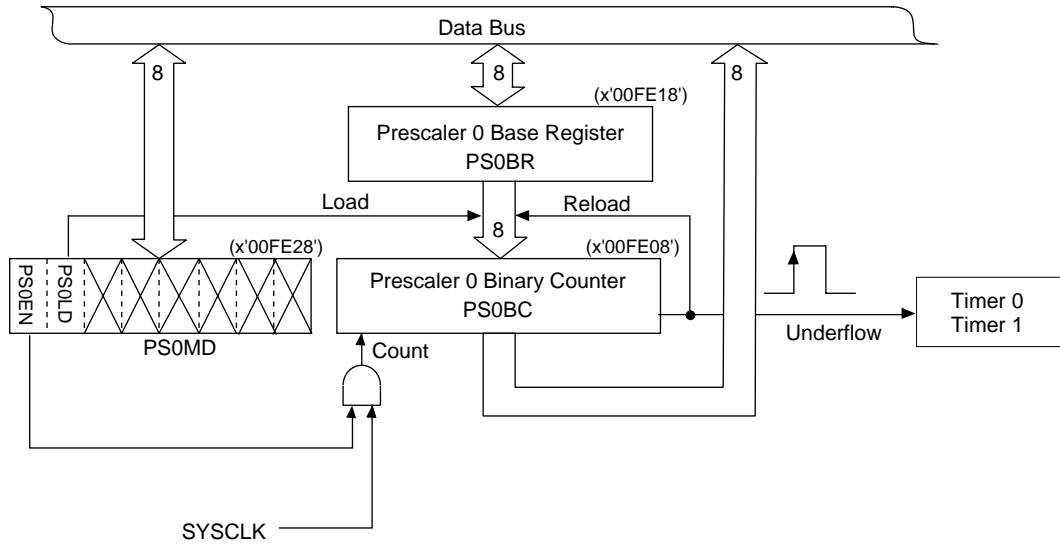 Data Bus
8
8
8
(x'00FE18')
Prescaler 0 Base Register
PS0BR
Load
Reload
8
(x'00FE28')
(x'00FE08')
PS0EN
PS0LD
Prescaler 0 Binary Counter
PS0BC
PS0MD
Count
Underflow
Timer 0
Timer 1
SYSCLK